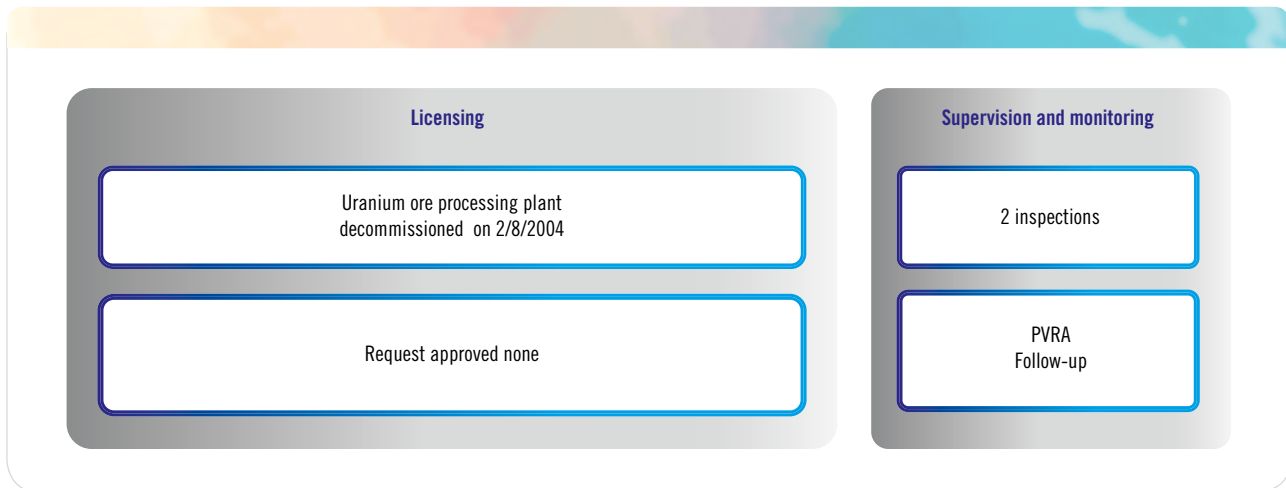 Licensing
Uranium ore processing plant
decommissioned on 2/8/2004
Request approved none
Supervision and monitoring
2 inspections
PVRA
Follow-up